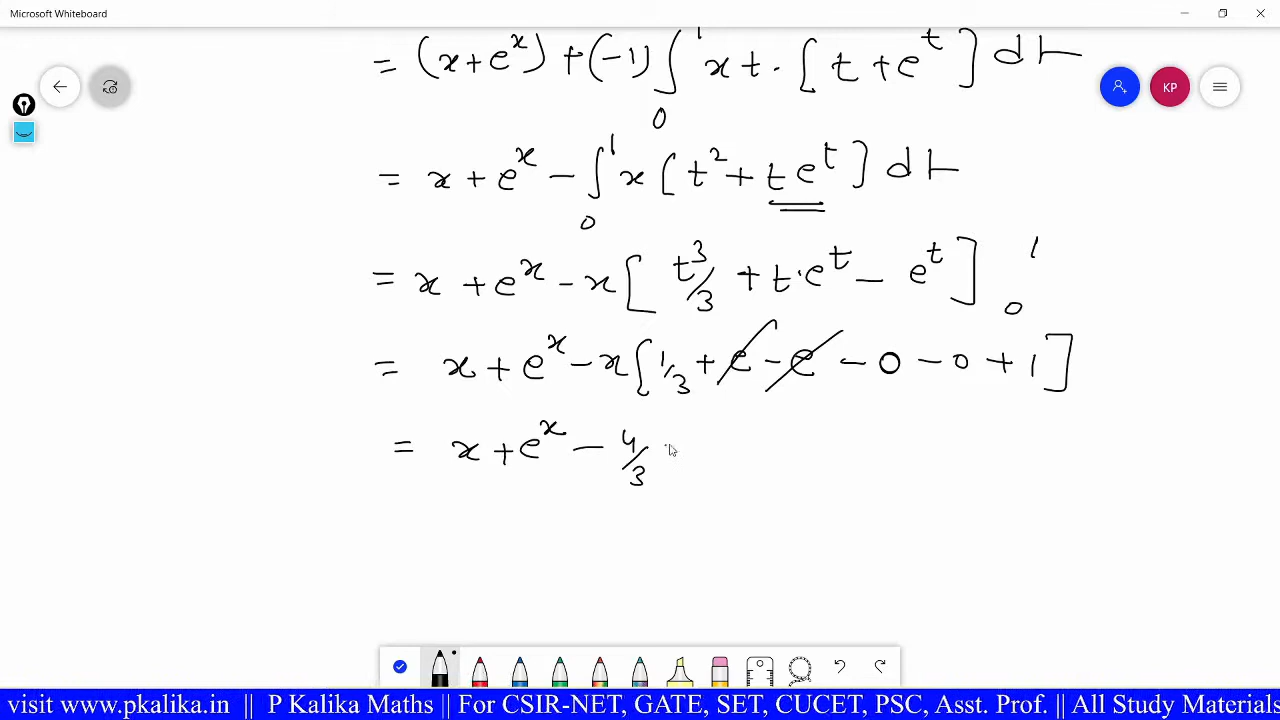 Microsoft Whiteboard
= (x+e^x) + (-1) ∫_0^1 xt · [t + e^t] dt
KP
= x + e^x - ∫_0^1 x [t^2 + t e^t] dt
= x + e^x - x [t^3/3 + t·e^t - e^t]_0^1
= x + e^x - x [1/3 + e - e - 0 - 0 + 1]
= x + e^x - 4/3
visit www.pkalika.in || P Kalika Maths || For CSIR-NET, GATE, SET, CUCET, PSC, Asst. Prof. || All Study Materials